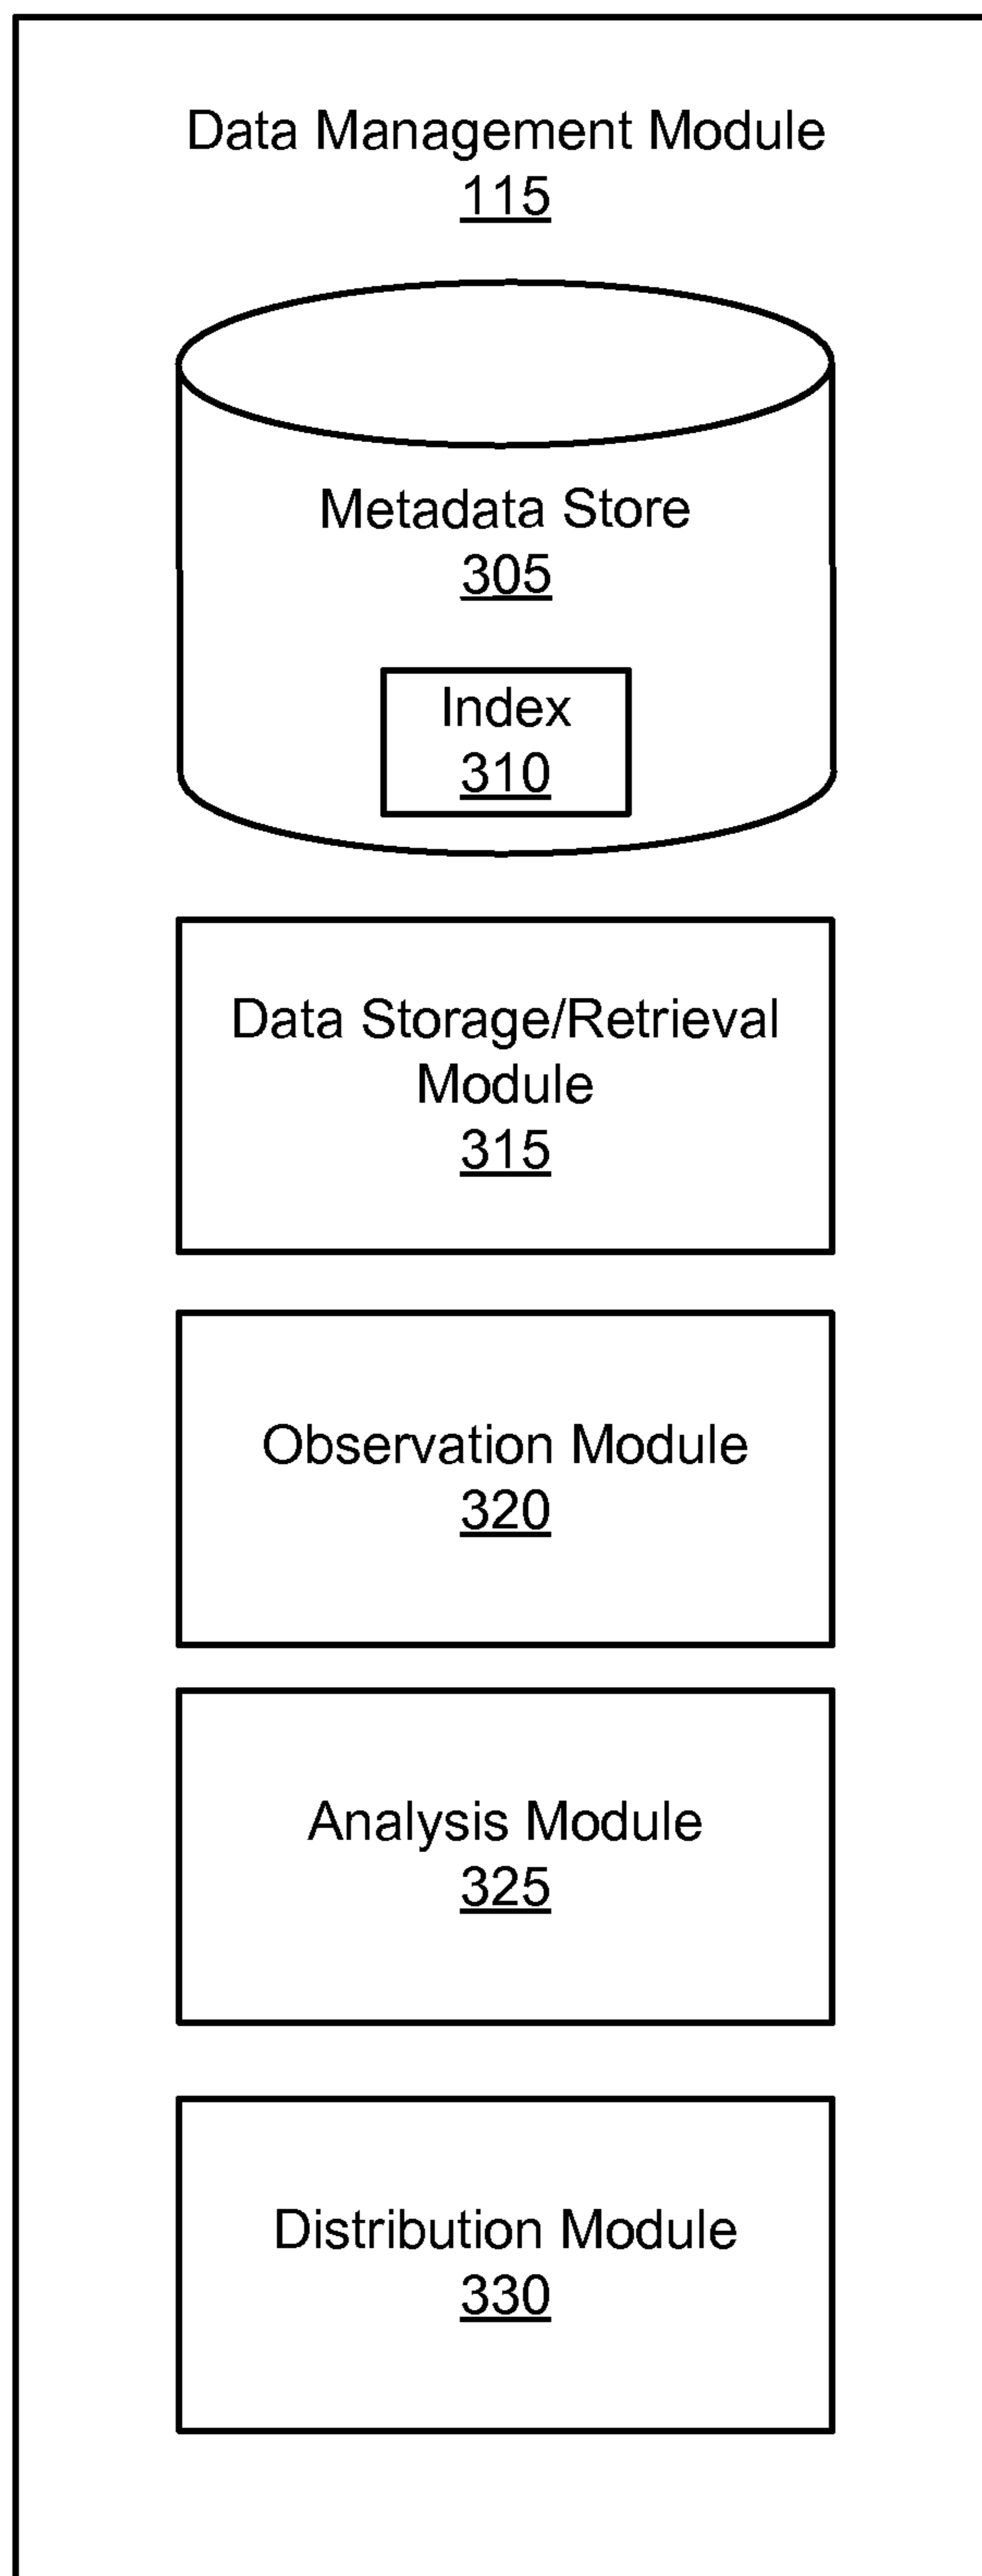 Data Management Module
115
Metadata Store
305
Index
310
Data Storage/Retrieval
Module
315
Observation Module
320
Analysis Module
325
Distribution Module
330